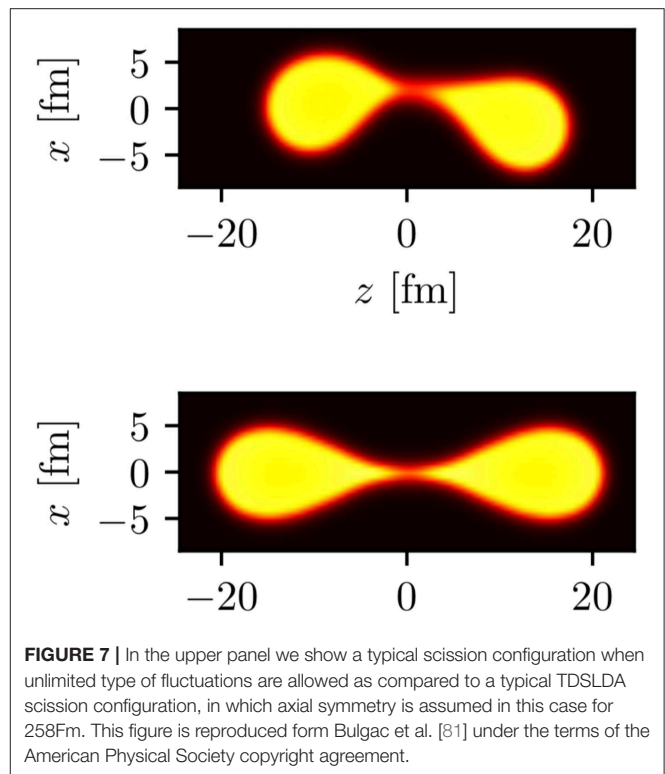 5
x [fm]
0
−5
−20 0 20
z [fm]
5
x [fm]
0
−5
−20 0 20
FIGURE 7 | In the upper panel we show a typical scission configuration when
unlimited type of fluctuations are allowed as compared to a typical TDSLDA
scission configuration, in which axial symmetry is assumed in this case for
258Fm. This figure is reproduced form Bulgac et al. [81] under the terms of the
American Physical Society copyright agreement.